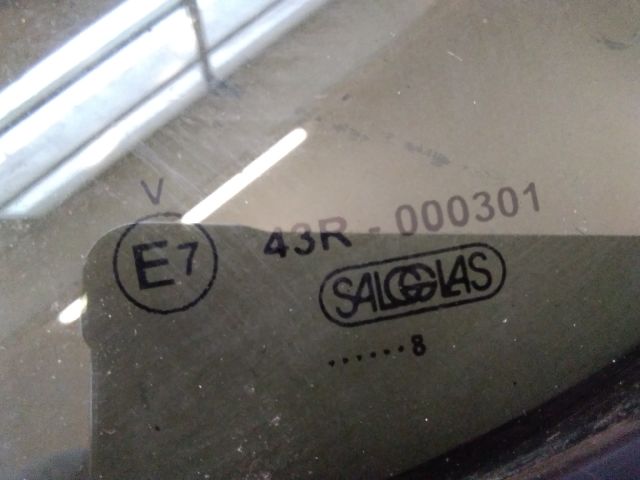 V
E7 43R - 000301
SALGGLAS
......8